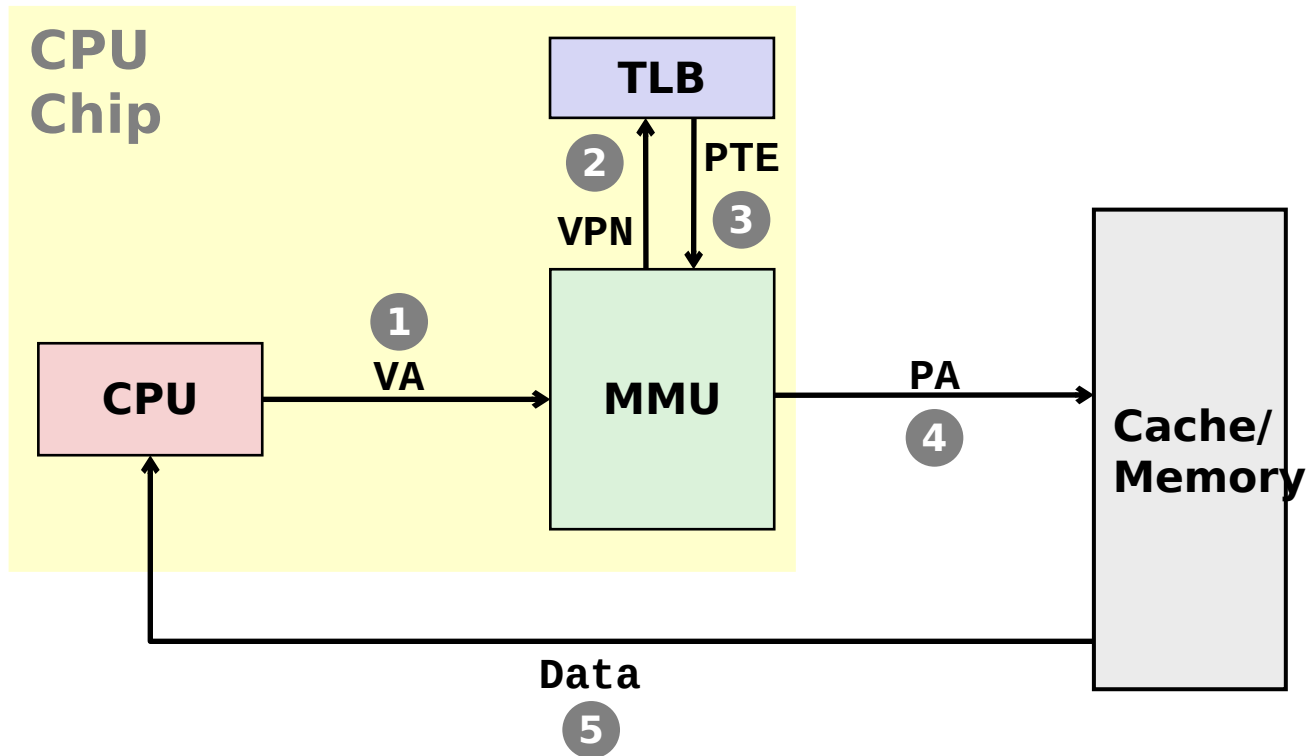 CPU
Chip
TLB
2
PTE
3
VPN
1
VA
CPU
MMU
PA
4
Cache/
Memory
Data
5